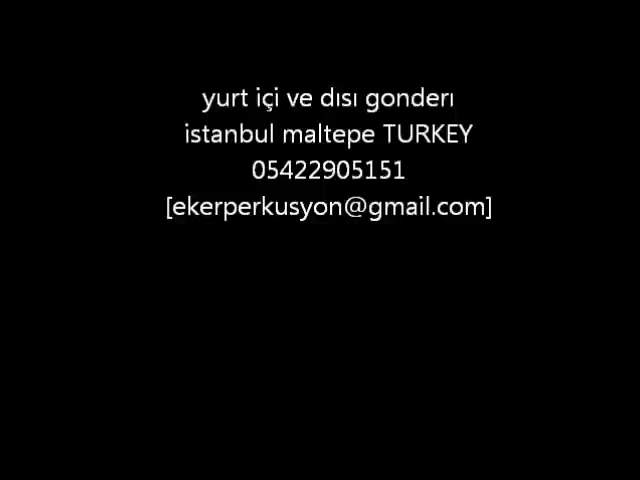 yurt içi ve dısı gonderı
istanbul maltepe TURKEY
05422905151
[ekerperkusyon@gmail.com]